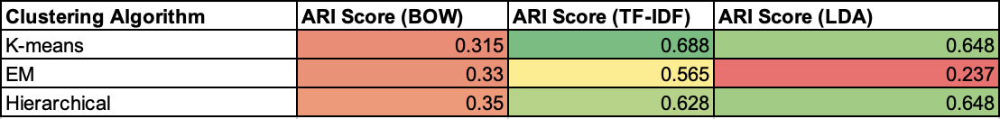 Clustering Algorithm ARI Score (BOW) ARI Score (TF-IDF) ARI Score (LDA)
K-means 0.315 0.688 0.648
EM 0.33 0.565 0.237
Hierarchical 0.35 0.628 0.648